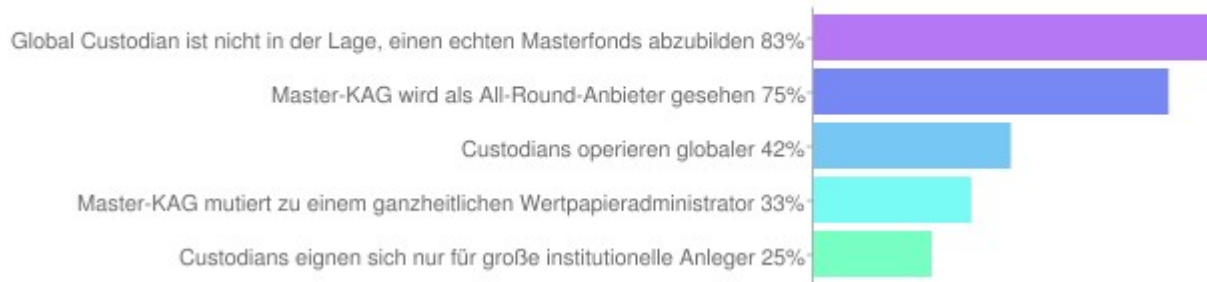 Global Custodian ist nicht in der Lage, einen echten Masterfonds abzubilden 83%
Master-KAG wird als All-Round-Anbieter gesehen 75%
Custodians operieren globaler 42%
Master-KAG mutiert zu einem ganzheitlichen Wertpapieradministrator 33%
Custodians eignen sich nur für große institutionelle Anleger 25%